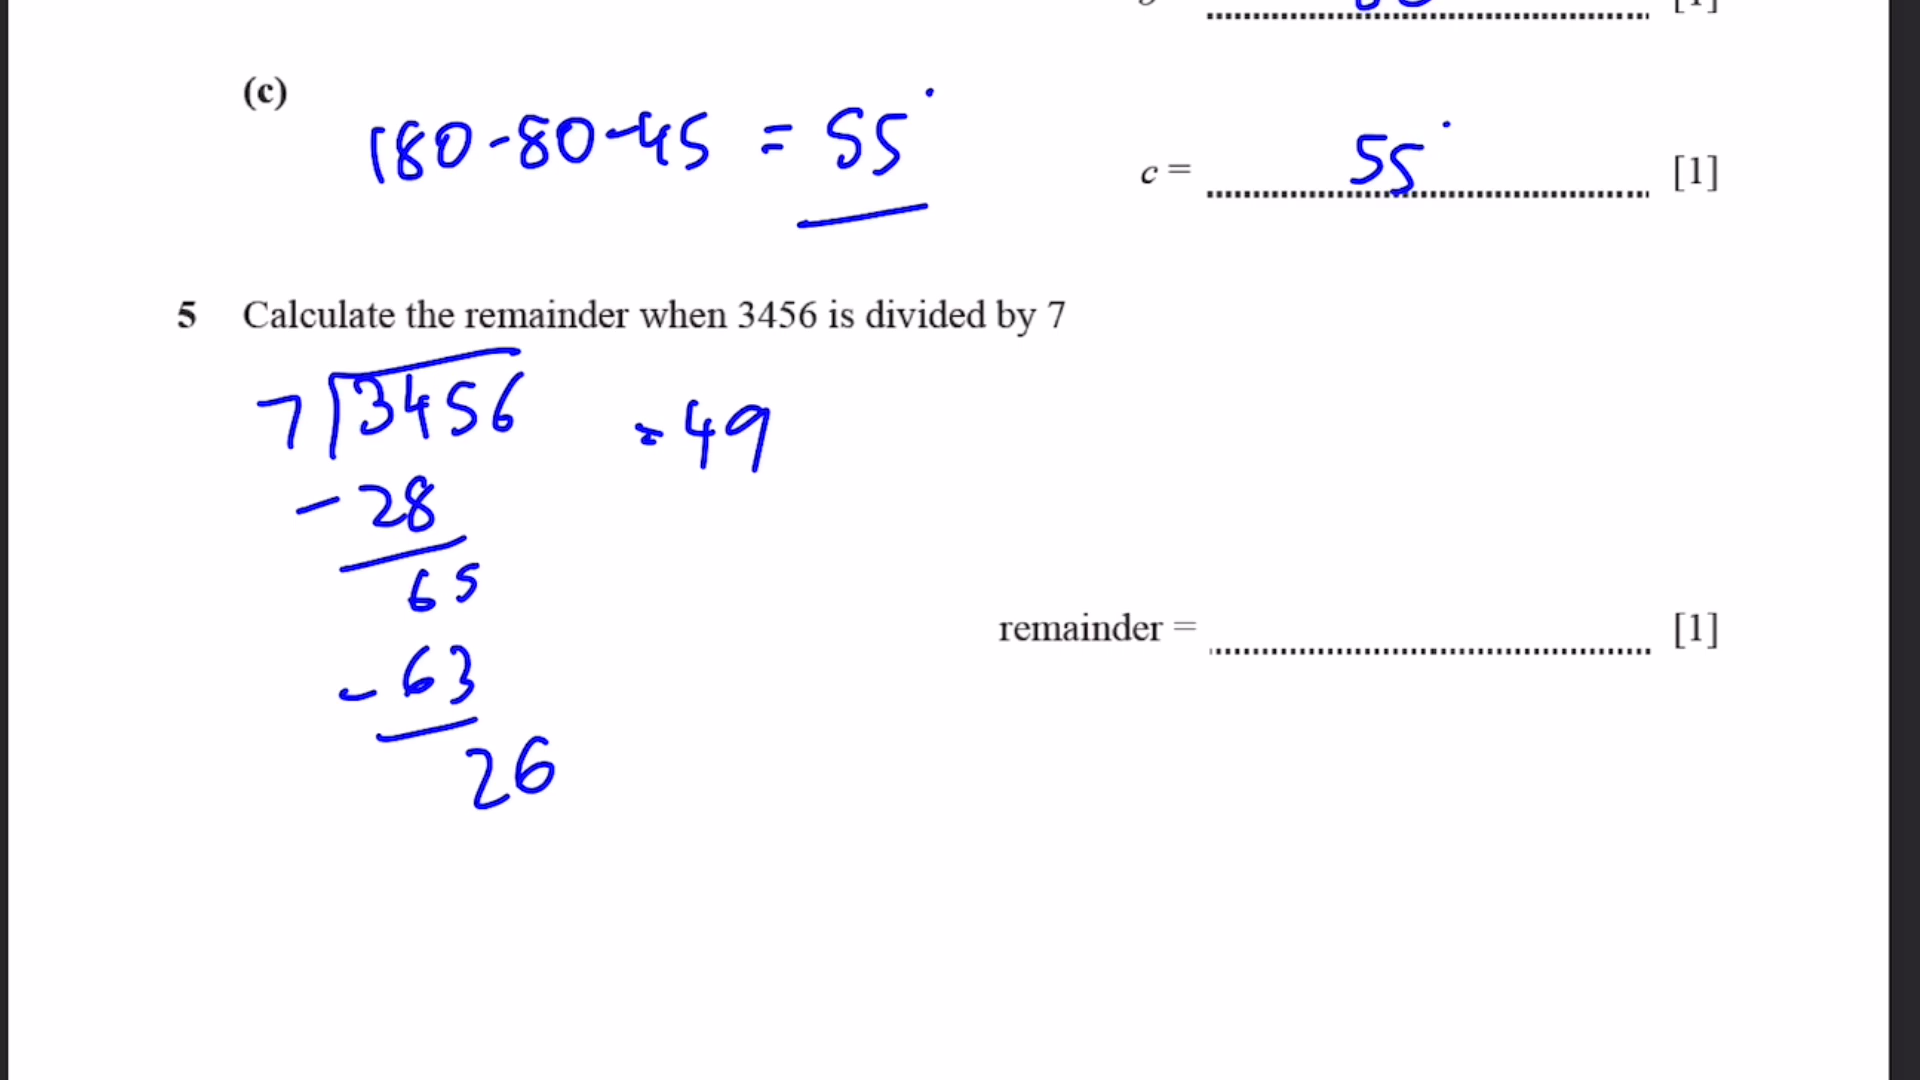 [1]
(c)
180-80-45 = 55°
c = 55° [1]
5 Calculate the remainder when 3456 is divided by 7
7 3456 = 49
- 28
65
- 63
26
remainder = [1]